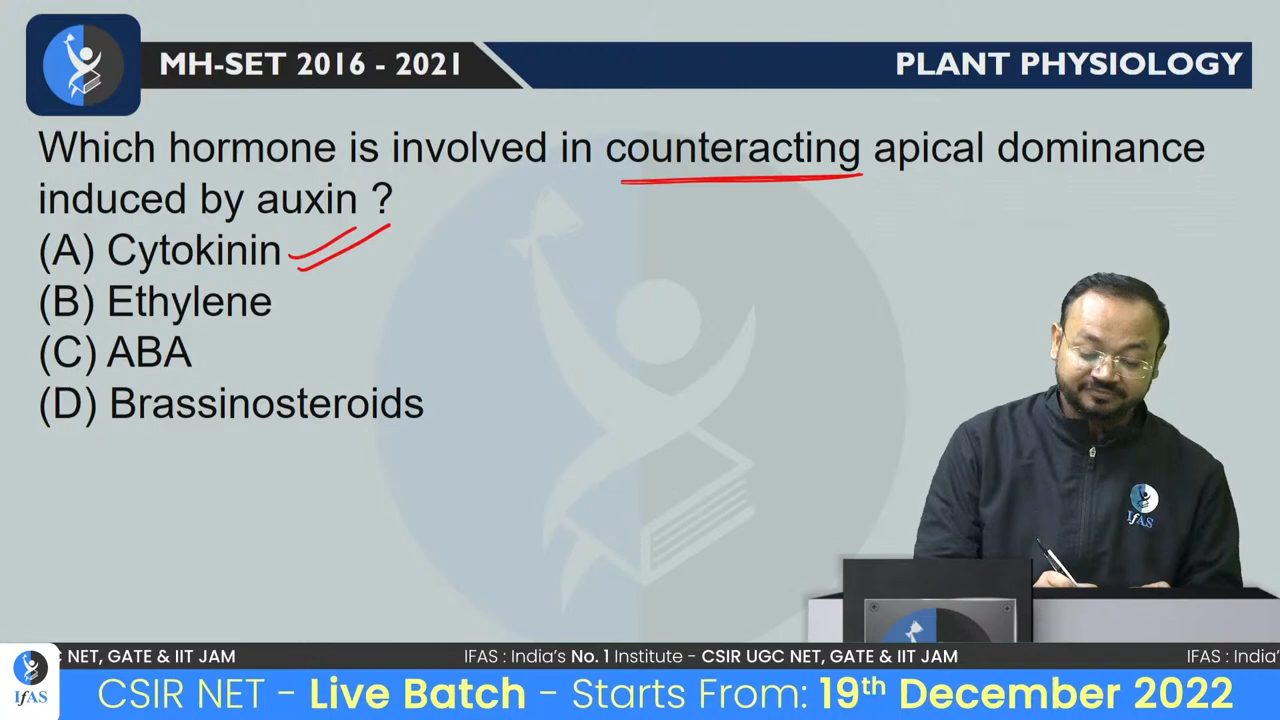 MH-SET 2016 - 2021
PLANT PHYSIOLOGY
Which hormone is involved in counteracting apical dominance
induced by auxin ?
(A) Cytokinin
(B) Ethylene
(C) ABA
(D) Brassinosteroids
IfAS
C NET, GATE & IIT JAM
IFAS : India's No. 1 Institute - CSIR UGC NET, GATE & IIT JAM
IFAS : India'
IfAS
CSIR NET - Live Batch - Starts From: 19th December 2022